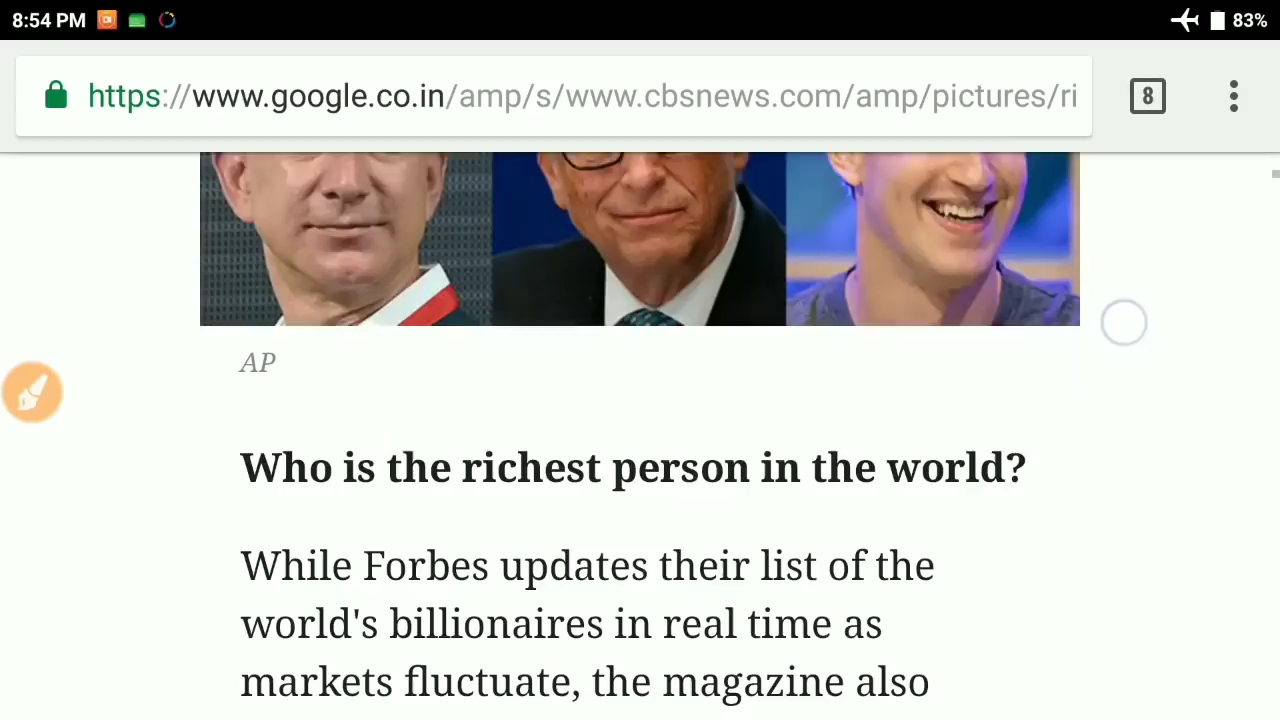 8:54 PM 83%
https://www.google.co.in/amp/s/www.cbsnews.com/amp/pictures/ri 8
AP
Who is the richest person in the world?
While Forbes updates their list of the
world's billionaires in real time as
markets fluctuate, the magazine also